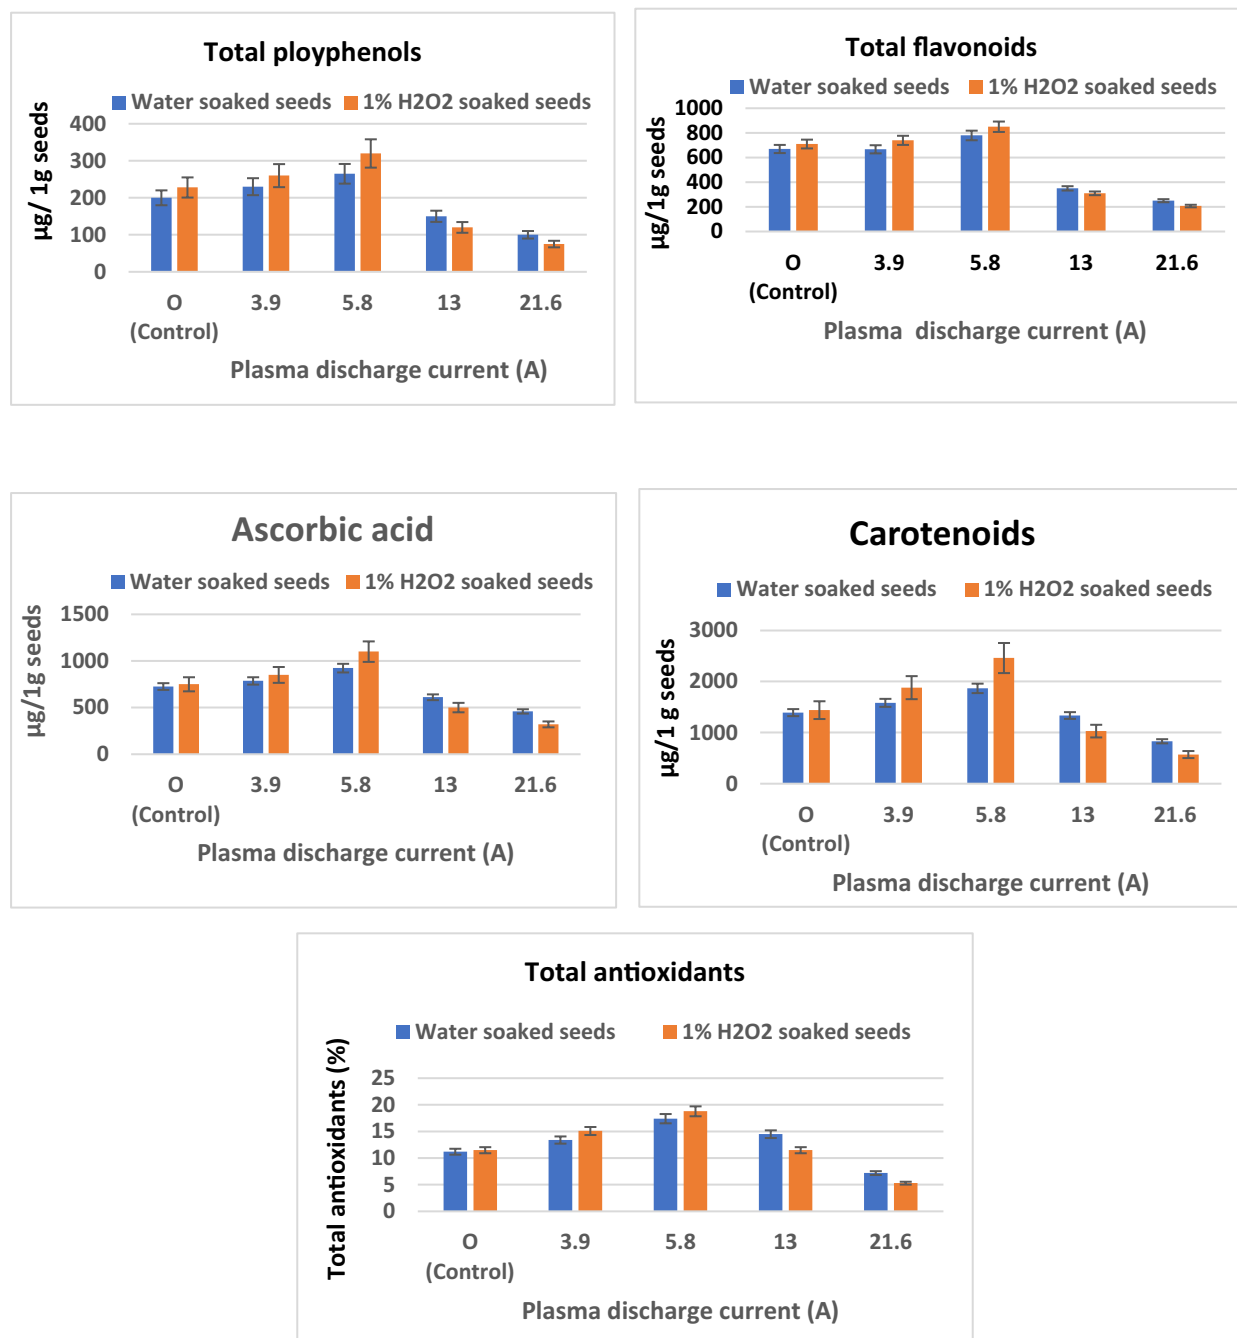 Total ployphenols
Water soaked seeds 1% H2O2 soaked seeds
µg/ 1g seeds
400
300
200
100
0
O 3.9 5.8 13 21.6
(Control)
Plasma discharge current (A)
Total flavonoids
Water soaked seeds 1% H2O2 soaked seeds
µg/1g seeds
1000
800
600
400
200
0
O 3.9 5.8 13 21.6
(Control)
Plasma discharge current (A)
Ascorbic acid
Water soaked seeds 1% H2O2 soaked seeds
µg/1g seeds
1500
1000
500
0
O 3.9 5.8 13 21.6
(Control)
Plasma discharge current (A)
Carotenoids
Water soaked seeds 1% H2O2 soaked seeds
µg/1 g seeds
3000
2000
1000
0
O 3.9 5.8 13 21.6
(Control)
Plasma discharge current (A)
Total antioxidants
Water soaked seeds 1% H2O2 soaked seeds
Total antioxidants (%)
25
20
15
10
5
0
O 3.9 5.8 13 21.6
(Control)
Plasma discharge current (A)